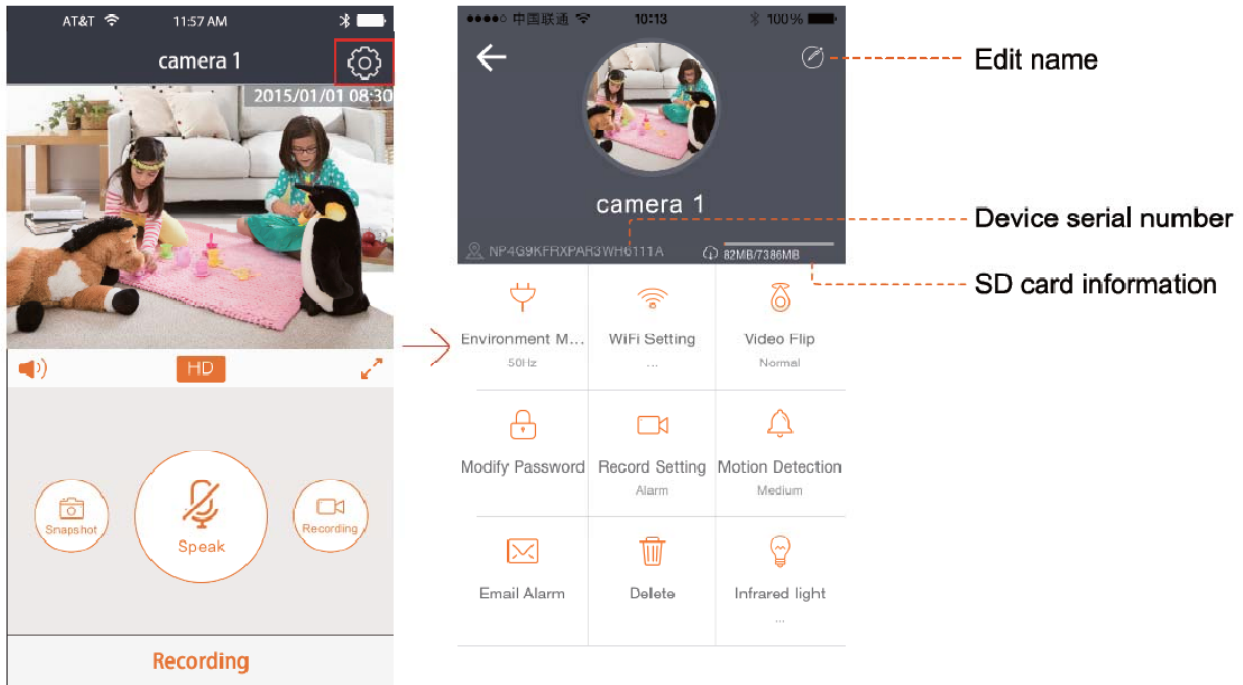 AT&T 11:57 AM
camera 1
2015/01/01 08:30
HD
Snapshot
Speak
Recording
Recording
中国联通 10:13 100%
camera 1
NP4G9KFRXPAR3WH6111A 82MB/7386MB
Environment M... WiFi Setting Video Flip
50Hz ... Normal
Modify Password Record Setting Motion Detection
Alarm Medium
Email Alarm Delete Infrared light
...
Edit name
Device serial number
SD card information